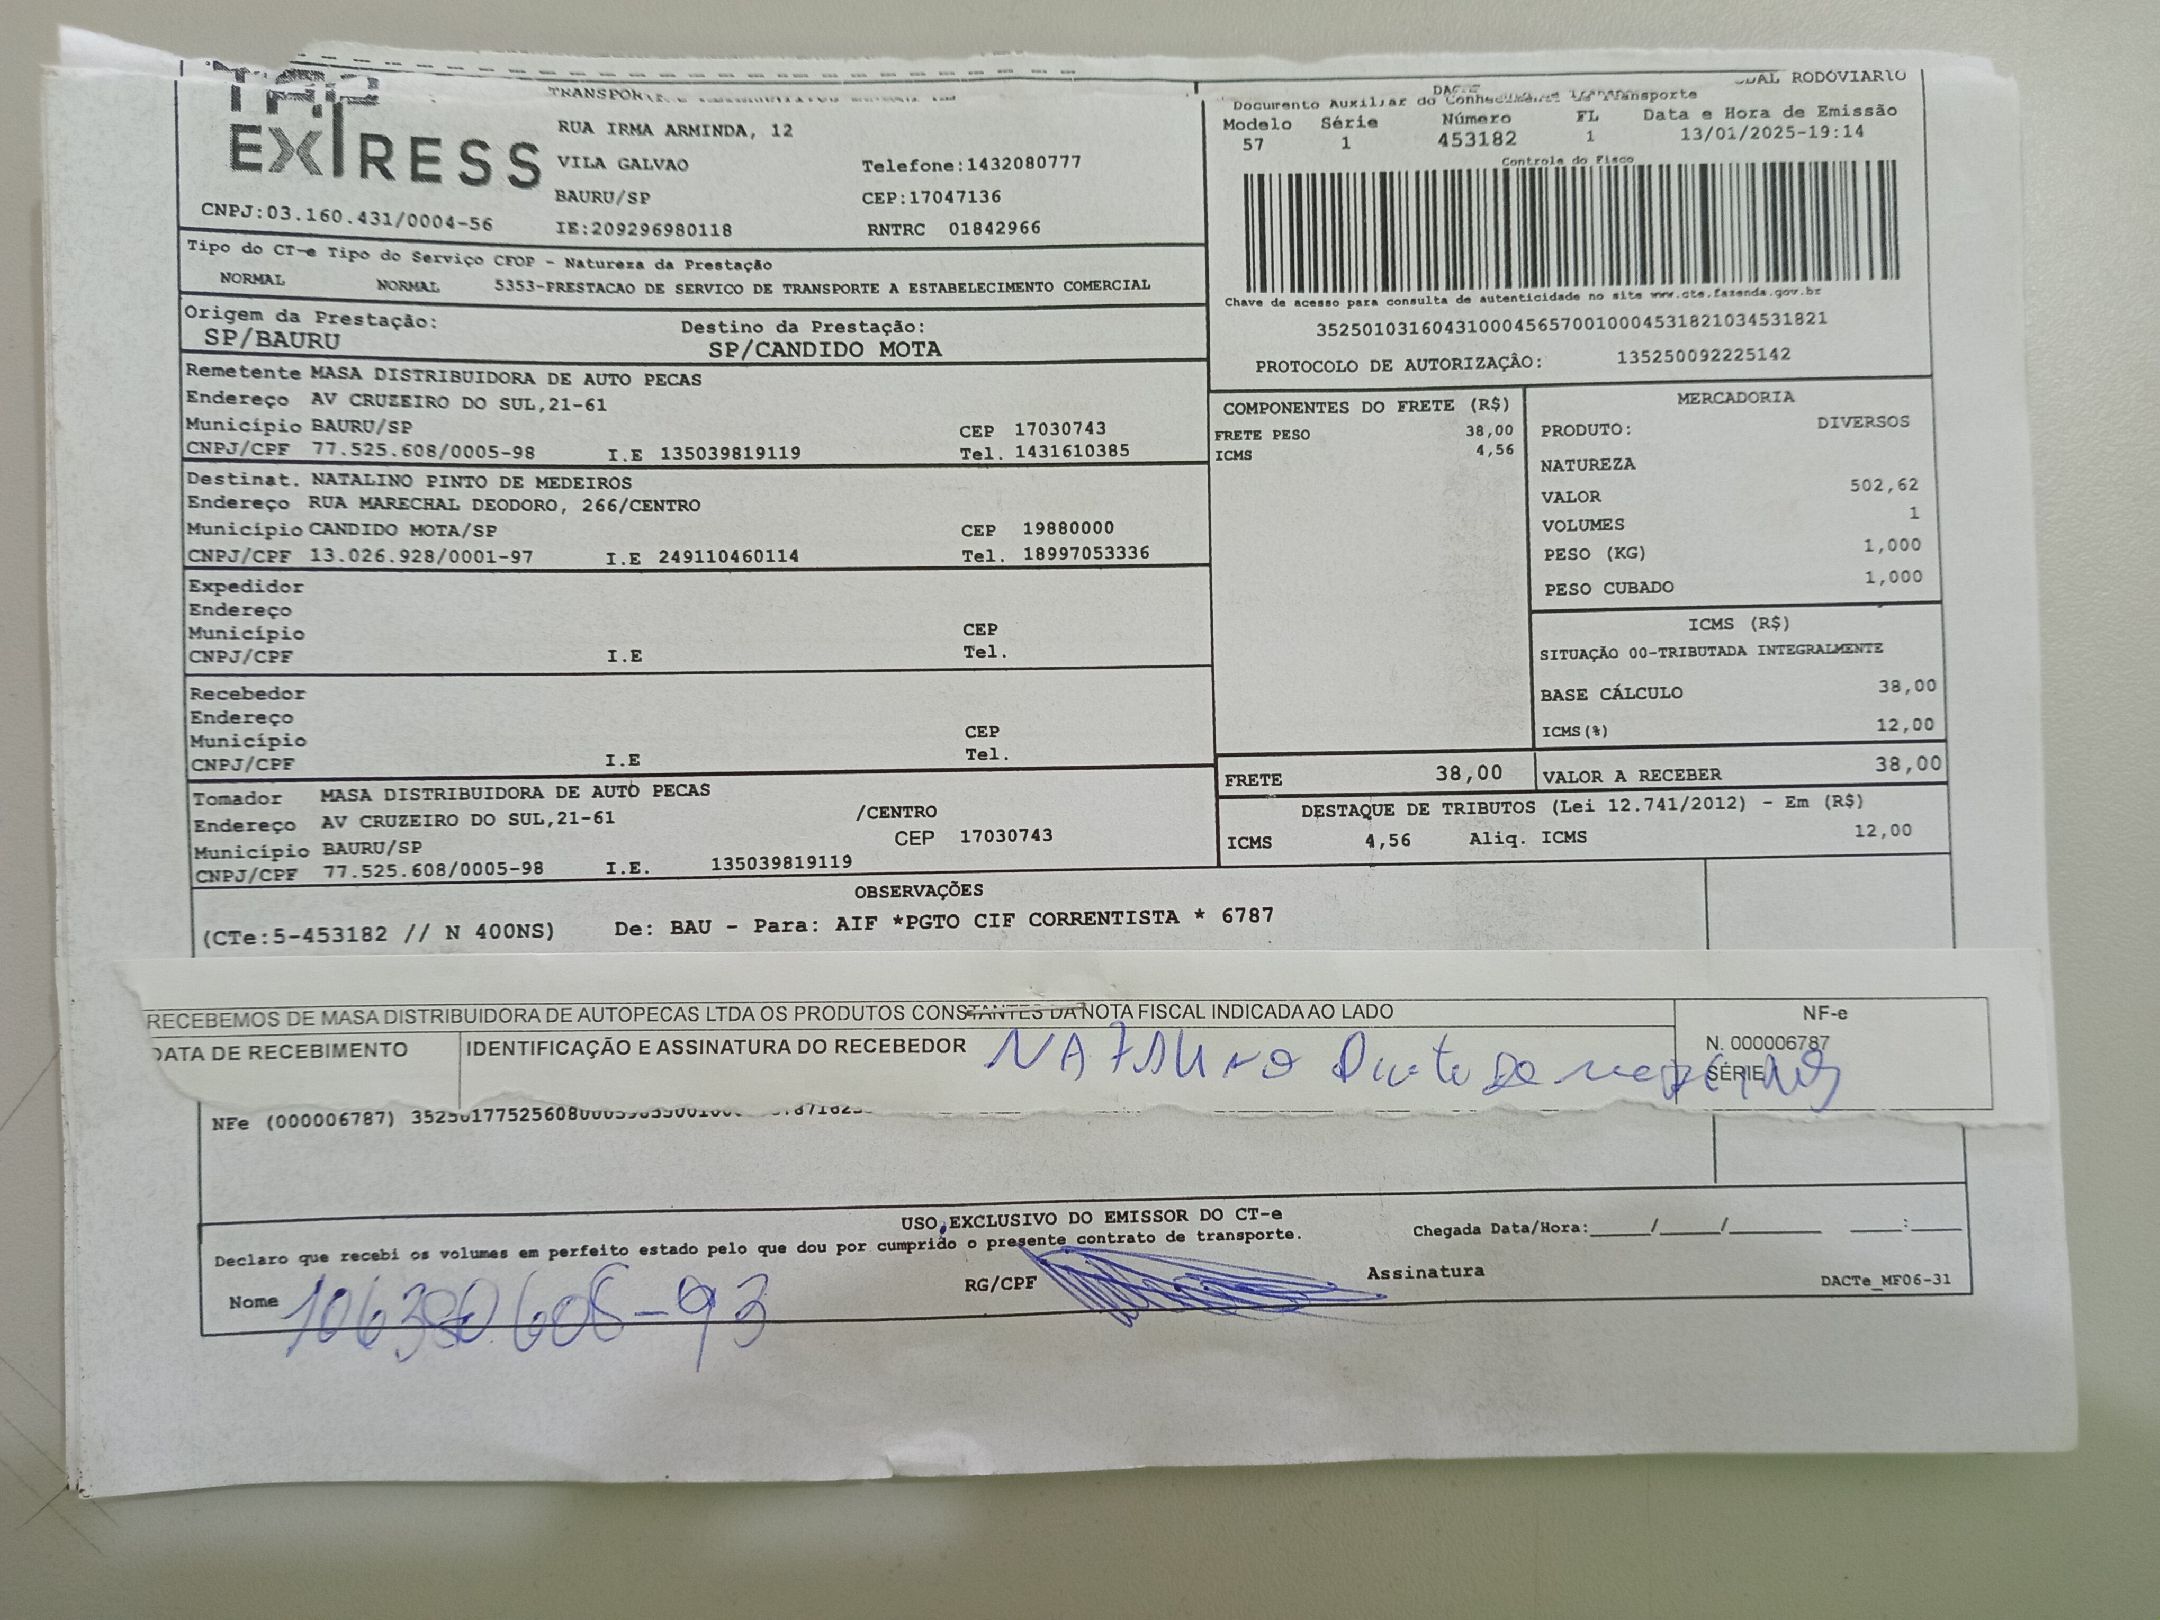 EXPRESS
CNPJ:03.160.431/0004-56
RUA IRMA ARMINDA, 12
VILA GALVAO Telefone:1432080777
BAURU/SP CEP:17047136
IE:209296980118 RNTRC 01842966
RODOVIARIO
Documento Auxiliar do Transporte
Modelo Série Número FL Data e Hora de Emissão
57 1 453182 1 13/01/2025-19:14
Controle do Fisco
Chave de acesso para consulta de autenticidade no site www.cte.fazenda.gov.br
35250103160431000456570010004531821034531821
PROTOCOLO DE AUTORIZAÇÃO: 135250092225142
Tipo do CT-e Tipo do Serviço CFOP - Natureza da Prestação
NORMAL NORMAL 5353-PRESTACAO DE SERVICO DE TRANSPORTE A ESTABELECIMENTO COMERCIAL
Origem da Prestação: Destino da Prestação:
SP/BAURU SP/CANDIDO MOTA
Remetente MASA DISTRIBUIDORA DE AUTO PECAS
Endereço AV CRUZEIRO DO SUL,21-61
Município BAURU/SP CEP 17030743
CNPJ/CPF 77.525.608/0005-98 I.E 135039819119 Tel. 1431610385
Destinat. NATALINO PINTO DE MEDEIROS
Endereço RUA MARECHAL DEODORO, 266/CENTRO
Município CANDIDO MOTA/SP CEP 19880000
CNPJ/CPF 13.026.928/0001-97 I.E 249110460114 Tel. 18997053336
Expedidor
Endereço
Município CEP
CNPJ/CPF I.E Tel.
Recebedor
Endereço
Município CEP
CNPJ/CPF I.E Tel.
Tomador MASA DISTRIBUIDORA DE AUTO PECAS
Endereço AV CRUZEIRO DO SUL,21-61 /CENTRO
Município BAURU/SP CEP 17030743
CNPJ/CPF 77.525.608/0005-98 I.E. 135039819119
COMPONENTES DO FRETE (R$)
FRETE PESO 38,00
ICMS 4,56
MERCADORIA
PRODUTO: DIVERSOS
NATUREZA
VALOR 502,62
VOLUMES 1
PESO (KG) 1,000
PESO CUBADO 1,000
ICMS (R$)
SITUAÇÃO 00-TRIBUTADA INTEGRALMENTE
BASE CÁLCULO 38,00
ICMS(%) 12,00
FRETE 38,00 VALOR A RECEBER 38,00
DESTAQUE DE TRIBUTOS (Lei 12.741/2012) - Em (R$)
ICMS 4,56 Aliq. ICMS 12,00
OBSERVAÇÕES
(CTe:5-453182 // N 400NS) De: BAU - Para: AIF *PGTO CIF CORRENTISTA * 6787
RECEBEMOS DE MASA DISTRIBUIDORA DE AUTOPECAS LTDA OS PRODUTOS CONSTANTES DA NOTA FISCAL INDICADA AO LADO
NF-e
DATA DE RECEBIMENTO IDENTIFICAÇÃO E ASSINATURA DO RECEBEDOR
N. 000006787
SÉRIE
NFe (000006787)
USO EXCLUSIVO DO EMISSOR DO CT-e
Declaro que recebi os volumes em perfeito estado pelo que dou por cumprido o presente contrato de transporte.
Chegada Data/Hora:_____/_____/________ ____:____
Nome RG/CPF Assinatura DACTe_MF06-31